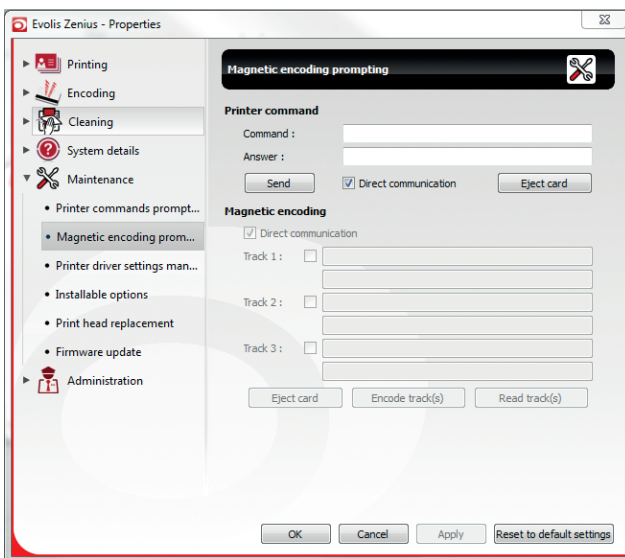 Evolis Zenius - Properties
Printing
Encoding
Cleaning
System details
Maintenance
Printer commands prompt...
Magnetic encoding prom...
Printer driver settings man...
Installable options
Print head replacement
Firmware update
Administration
Magnetic encoding prompting
Printer command
Command :
Answer :
Send Direct communication Eject card
Magnetic encoding
Direct communication
Track 1 :
Track 2 :
Track 3 :
Eject card Encode track(s) Read track(s)
OK Cancel Apply Reset to default settings